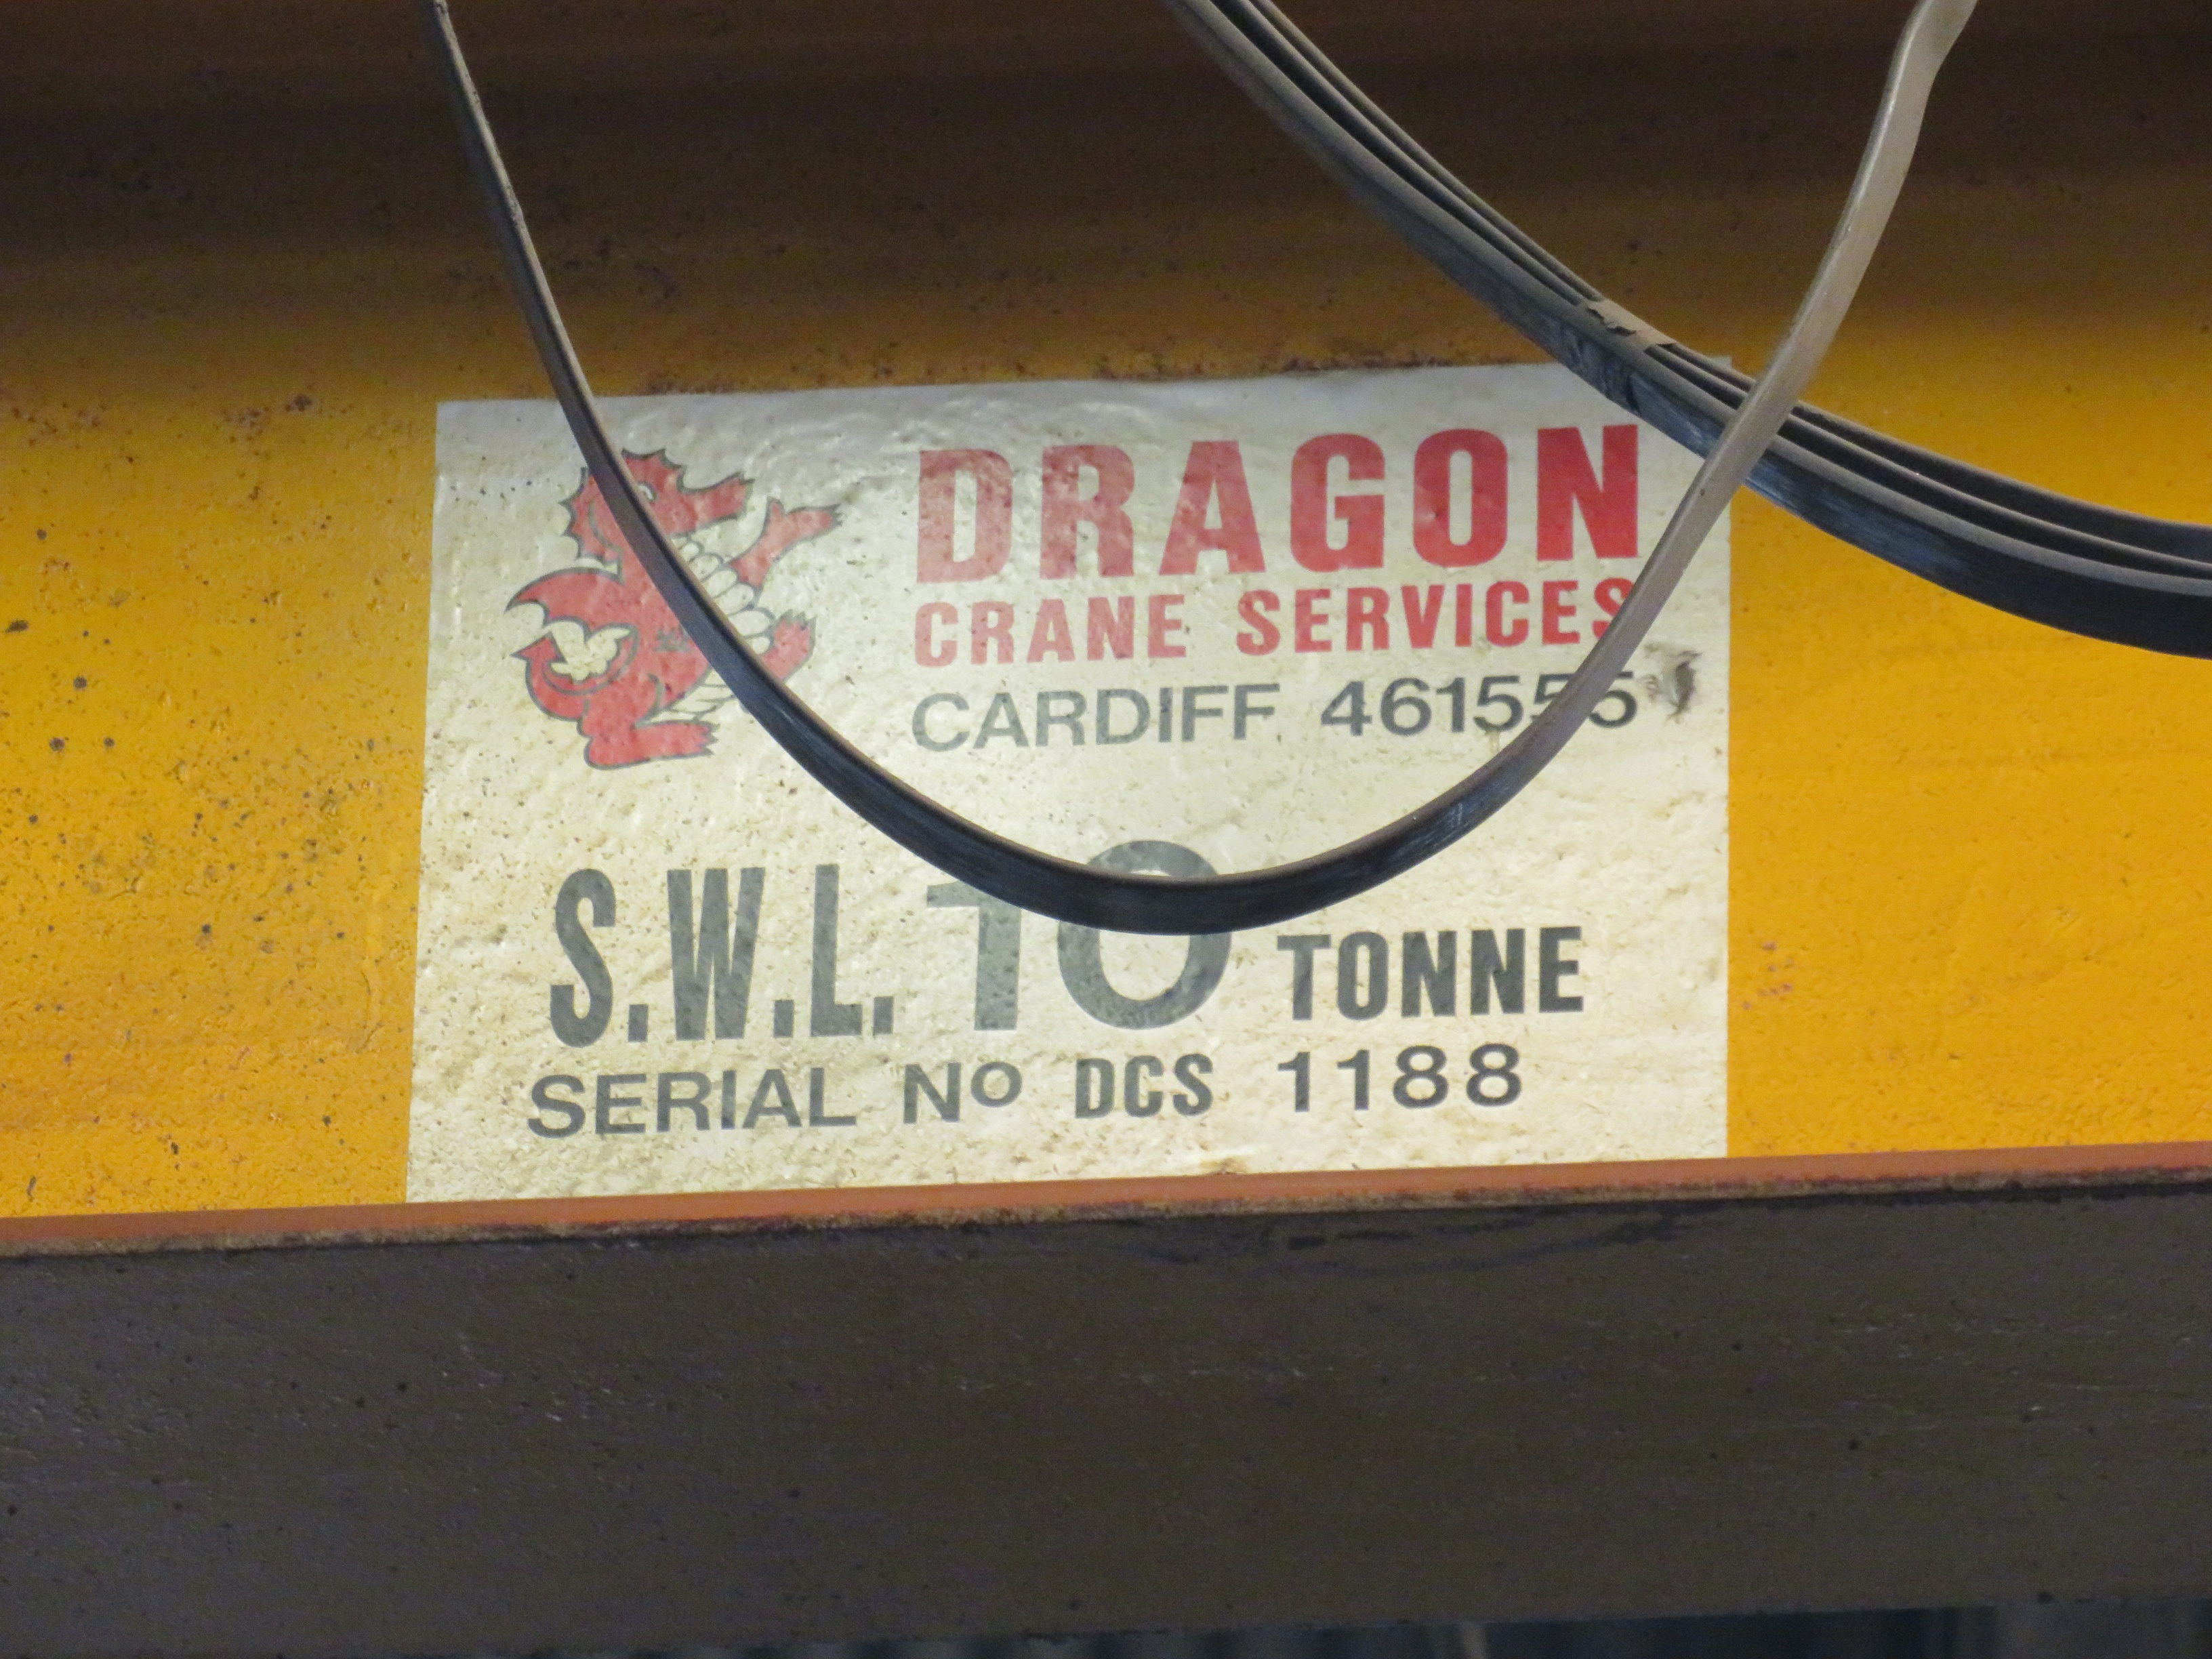 DRAGON
CRANE SERVICES
CARDIFF 461555
S.W.L. 10 TONNE
SERIAL No DCS 1188